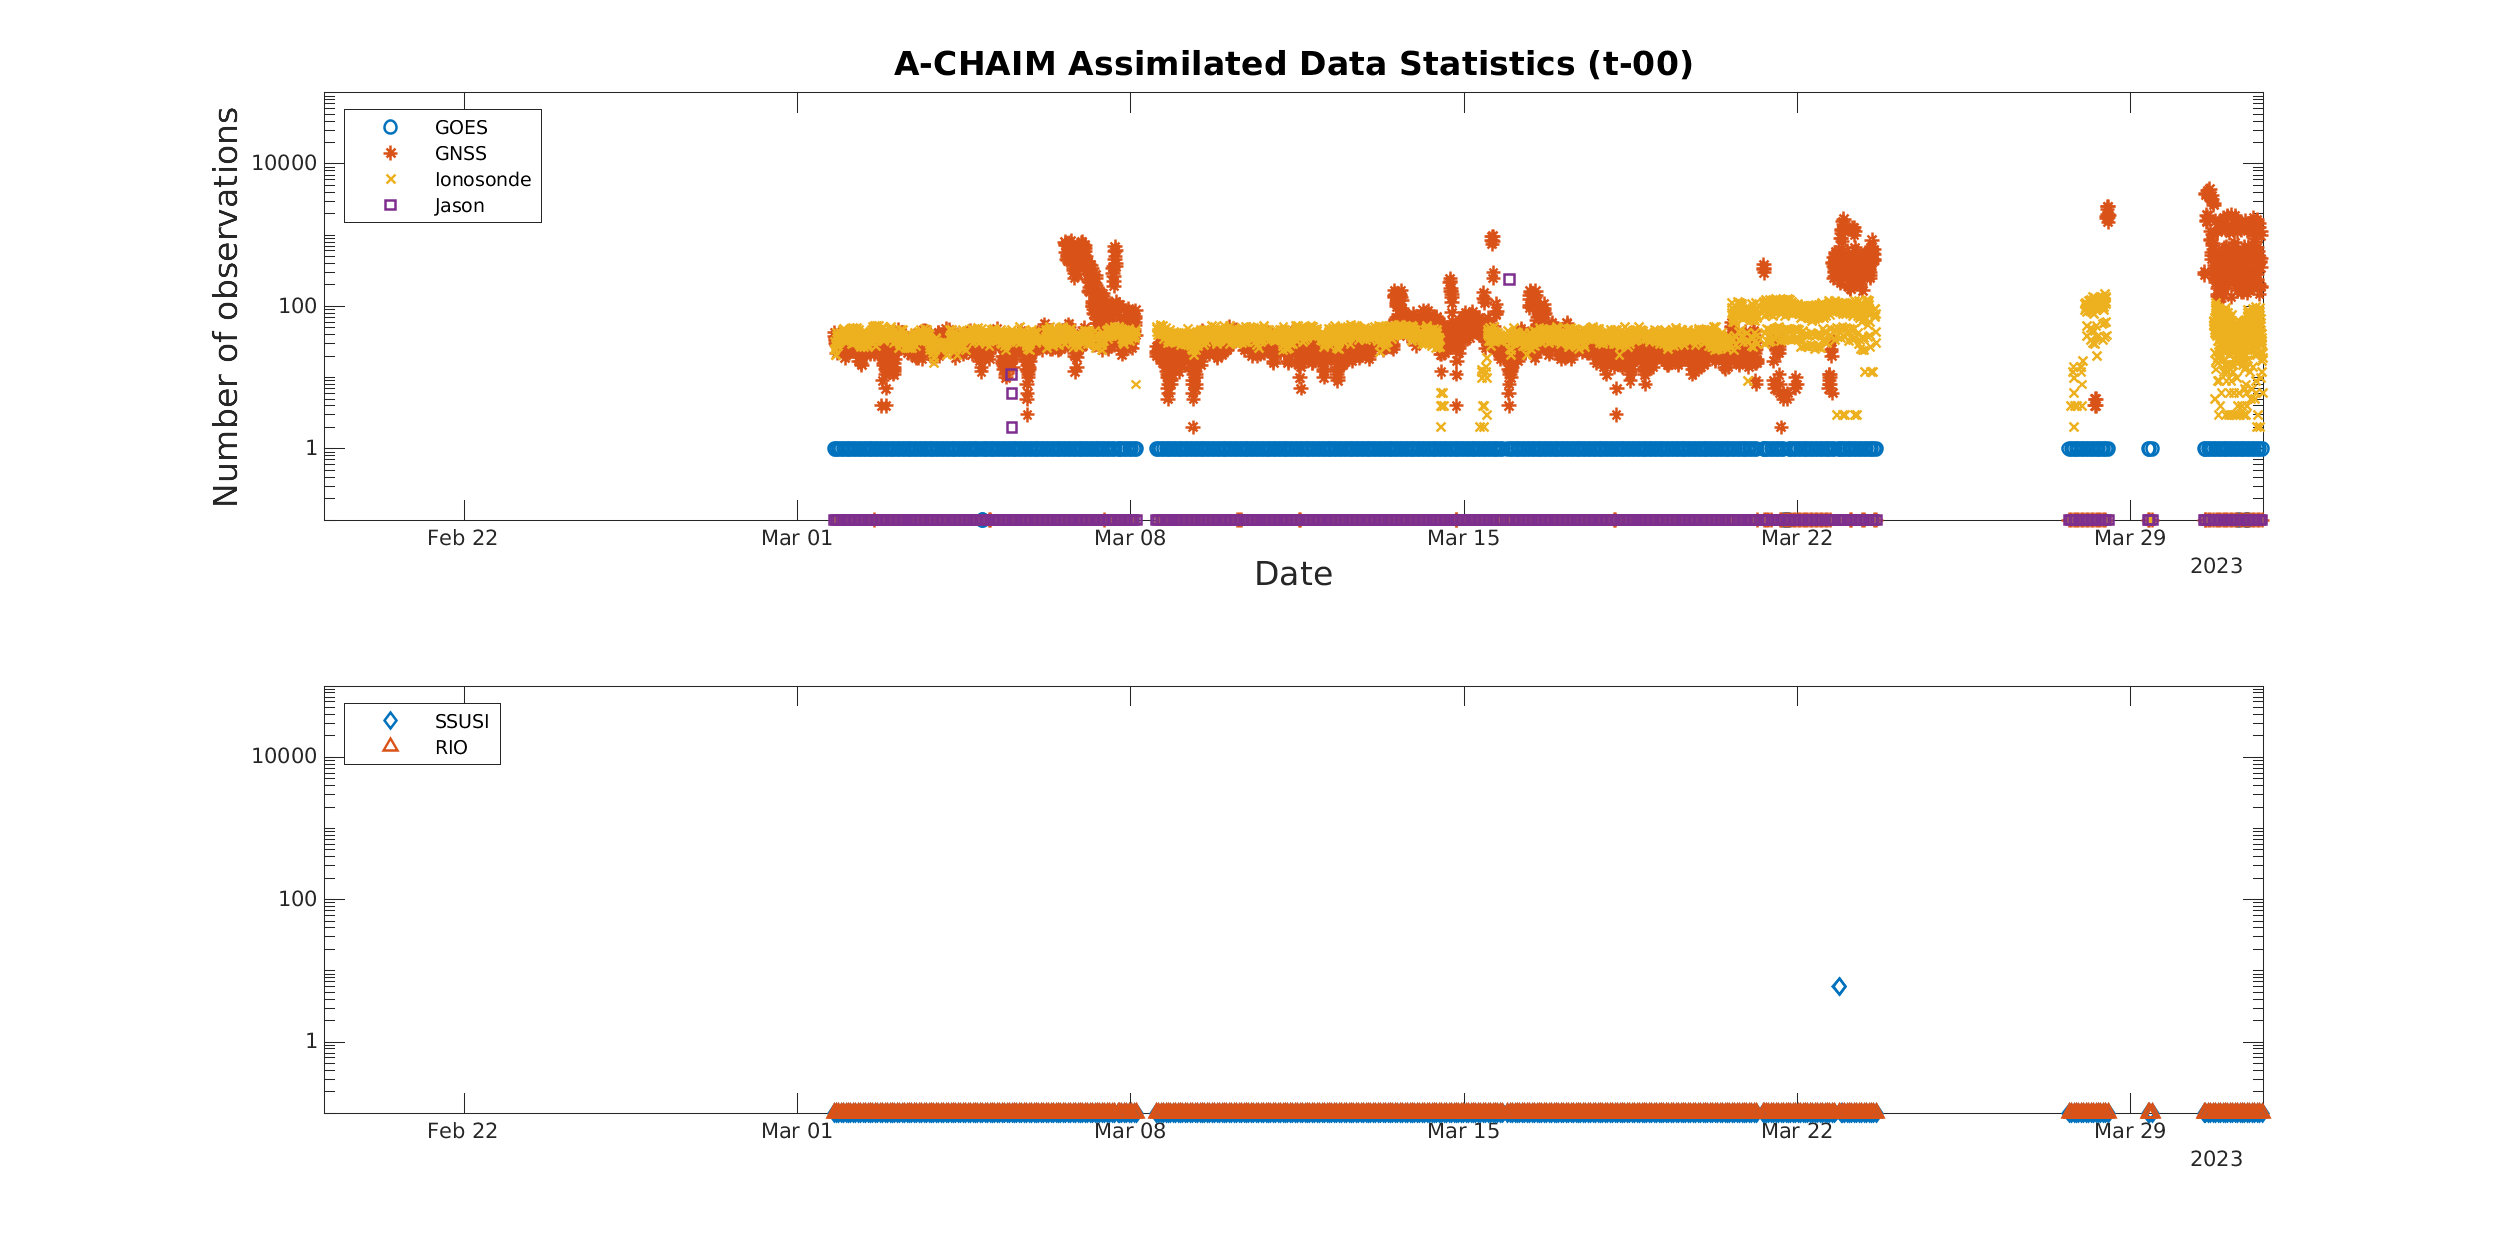 A-CHAIM Assimilated Data Statistics (t-00)
Number of observations
10000
100
1
GOES
GNSS
Ionosonde
Jason
Feb 22
Mar 01
Mar 08
Mar 15
Mar 22
Mar 29
2023
Date
10000
100
1
SSUSI
RIO
Feb 22
Mar 01
Mar 08
Mar 15
Mar 22
Mar 29
2023